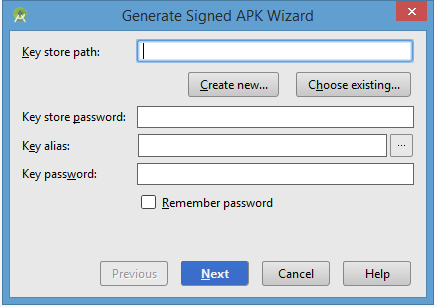 Generate Signed APK Wizard
Key store path:
Create new... Choose existing...
Key store password:
Key alias: ...
Key password:
Remember password
Previous Next Cancel Help